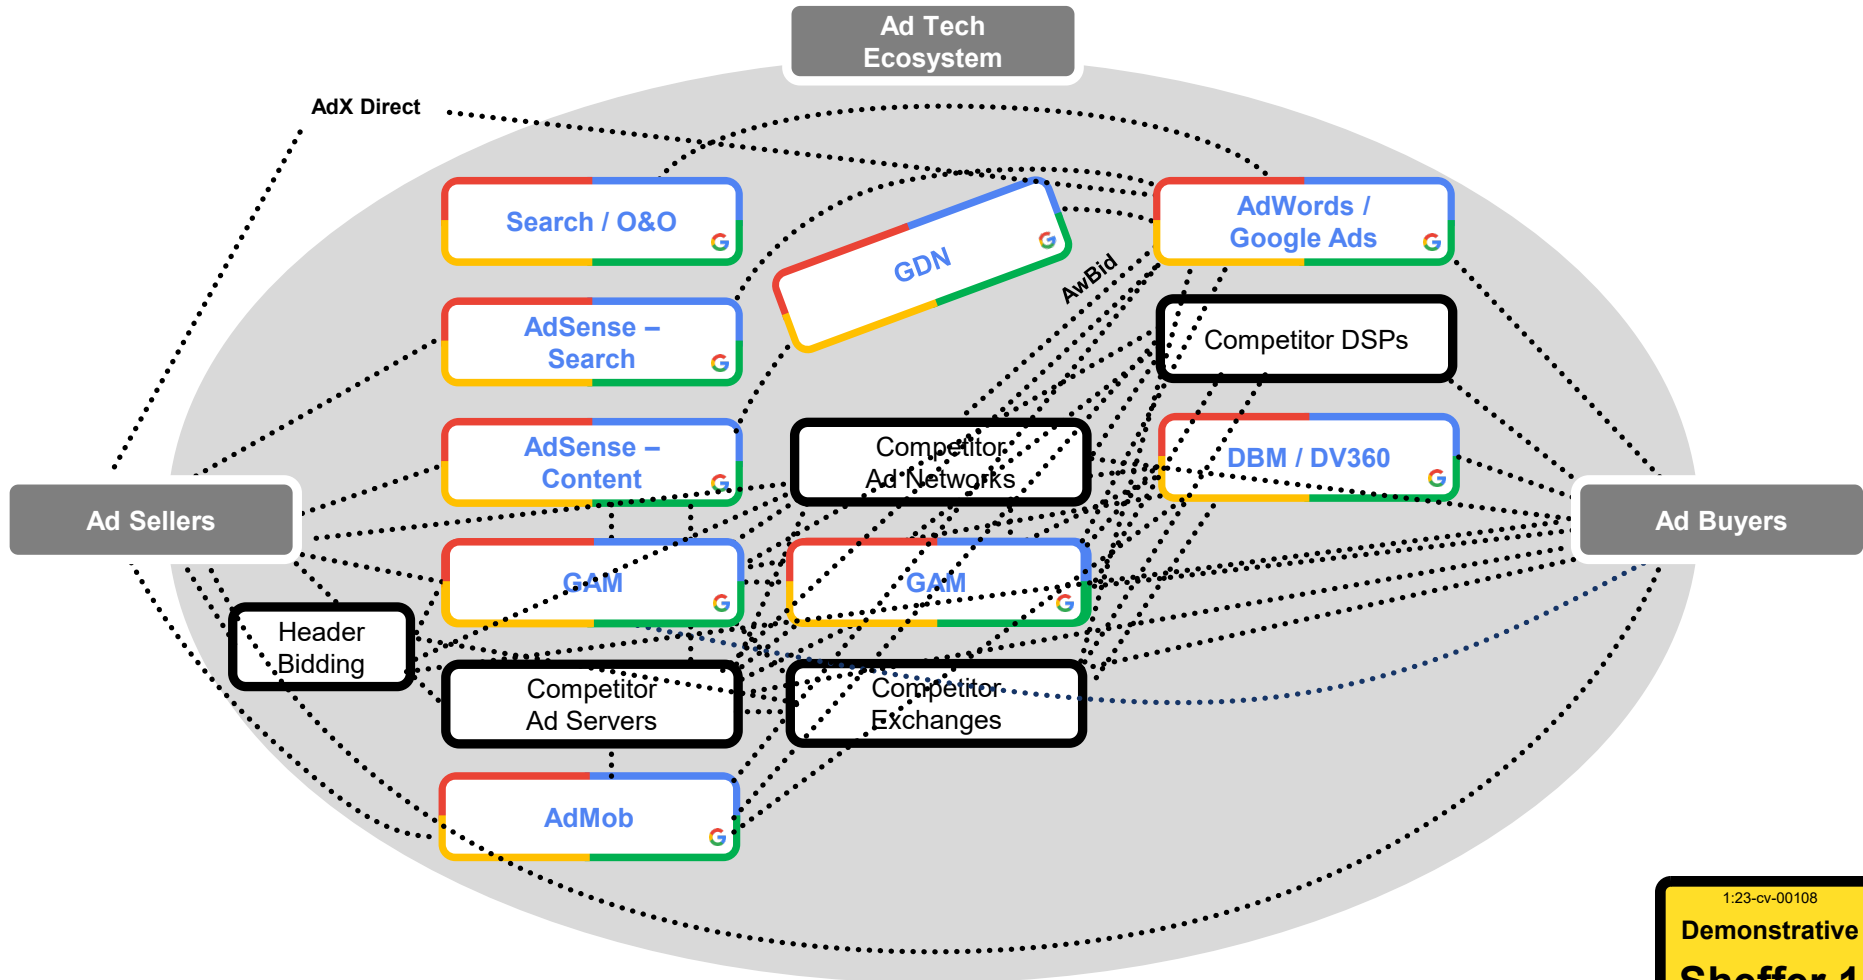 Ad Tech
Ecosystem
AdX Direct
Search / O&O
GDN
AdWords /
Google Ads
AwBid
AdSense –
Search
Competitor DSPs
AdSense –
Content
Competitor
Ad Networks
DBM / DV360
Ad Sellers
Ad Buyers
GAM
GAM
Header
Bidding
Competitor
Ad Servers
Competitor
Exchanges
AdMob
1:23-cv-00108
Demonstrative
Sheffer 1